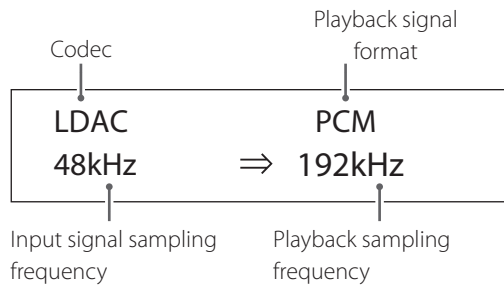 Playback signal
format
Codec
LDAC PCM
48kHz ⇒ 192kHz
Input signal sampling
frequency
Playback sampling
frequency